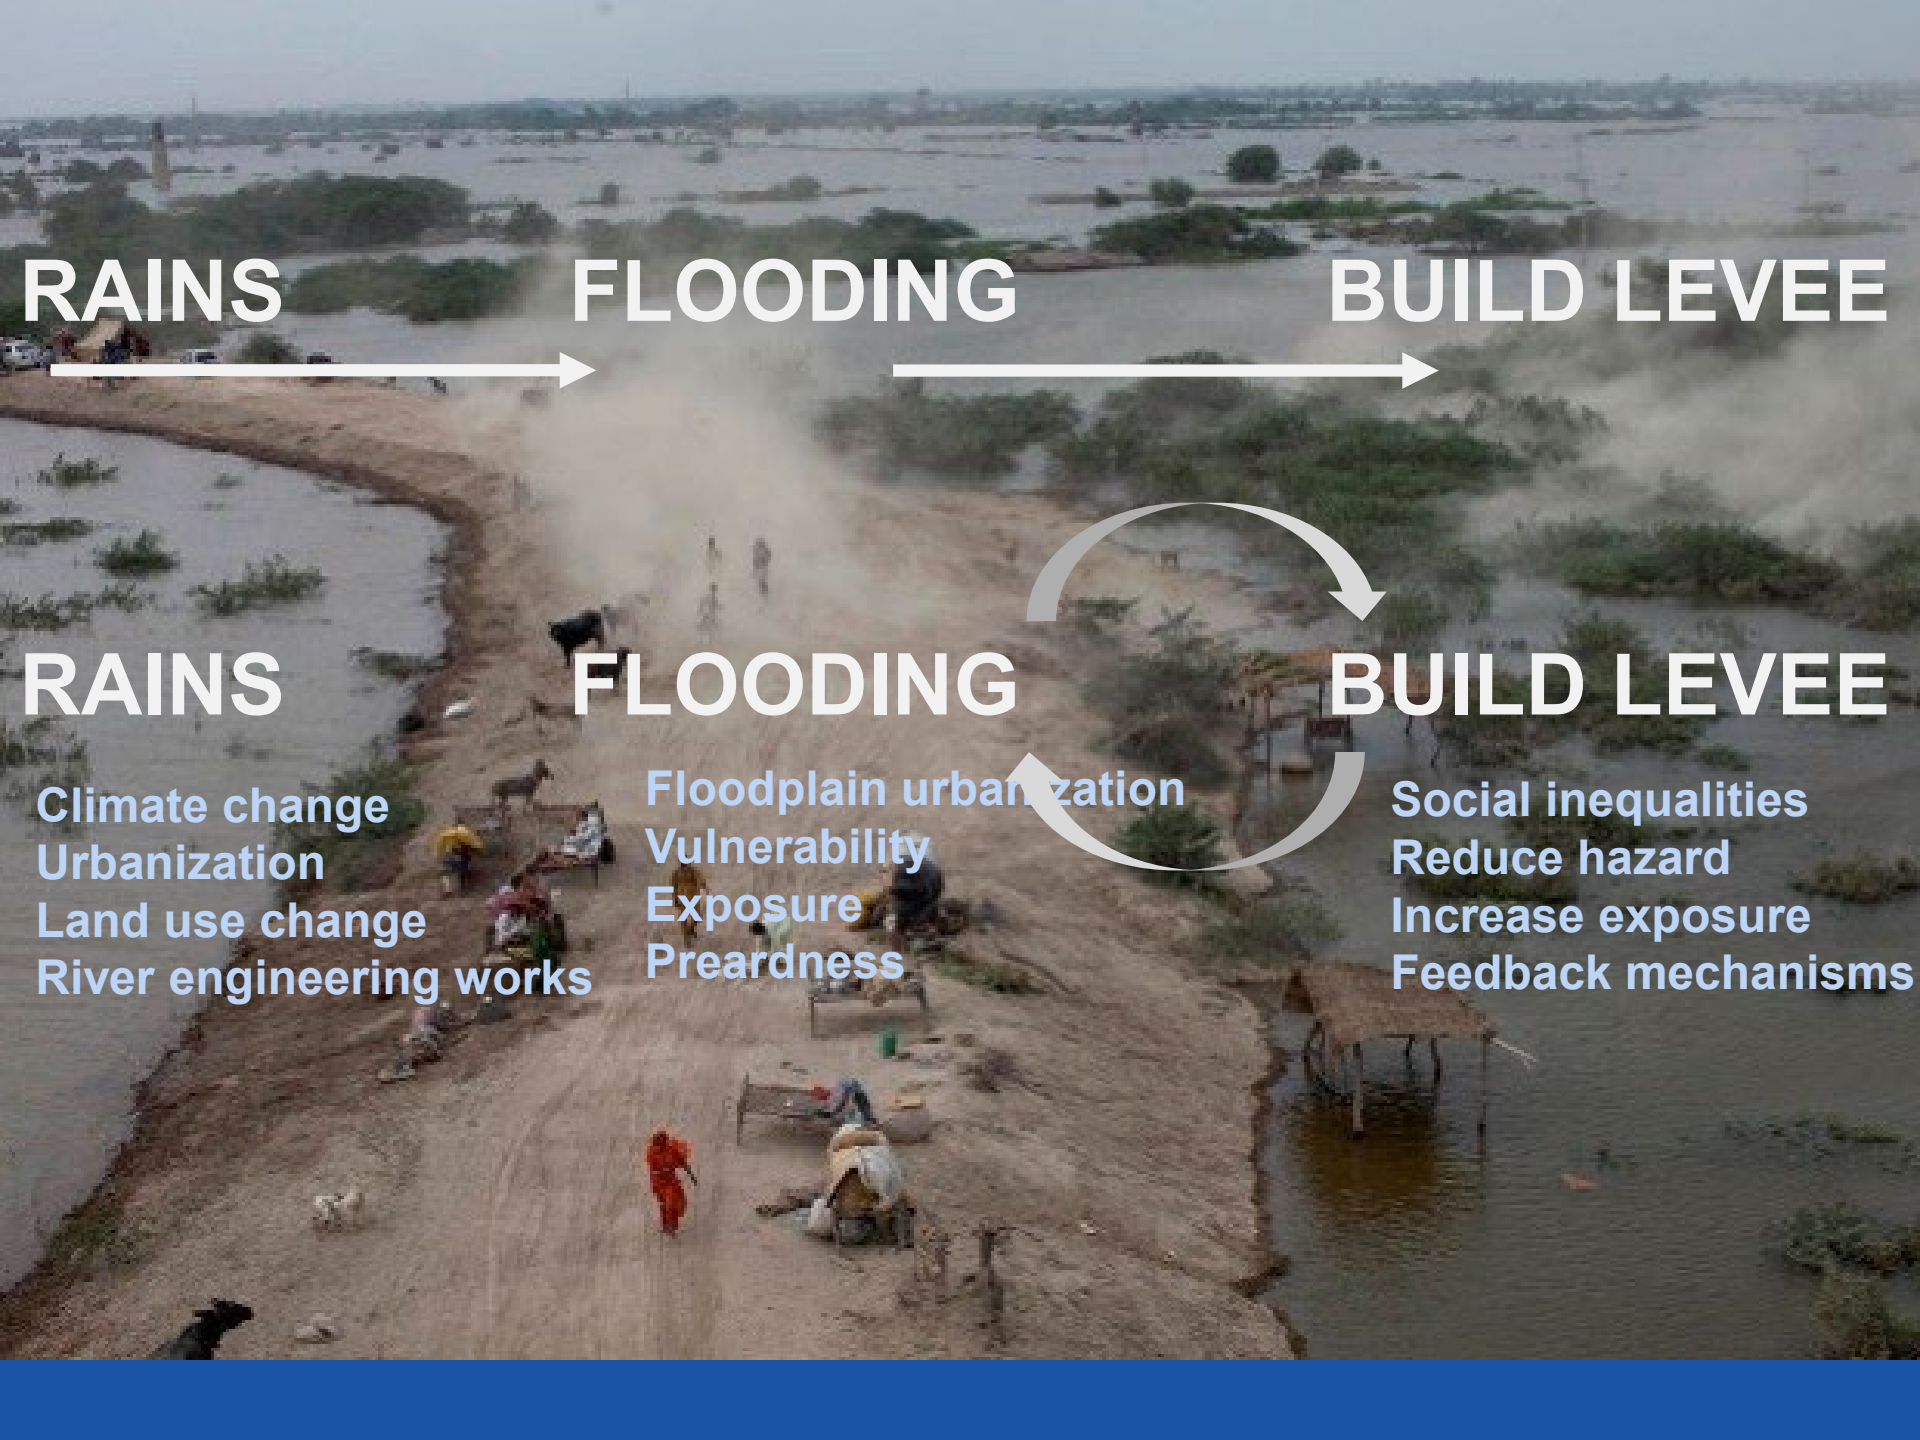 RAINS FLOODING BUILD LEVEE
RAINS FLOODING BUILD LEVEE
Climate change
Urbanization
Land use change
River engineering works
Floodplain urbanization
Vulnerability
Exposure
Preardness
Social inequalities
Reduce hazard
Increase exposure
Feedback mechanisms